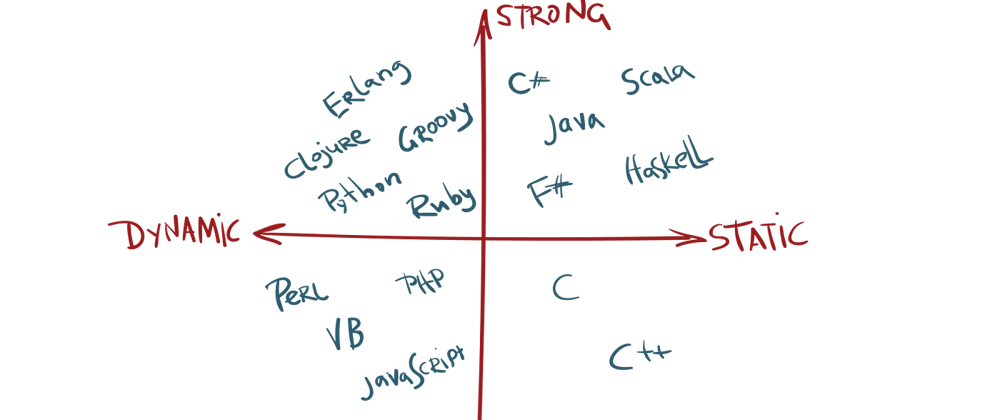 STRONG
Erlang
C#
Scala
Clojure
Groovy
Java
Python
Ruby
F#
Haskell
DYNAMIC
STATIC
Perl
PHP
C
VB
JavaScript
C++